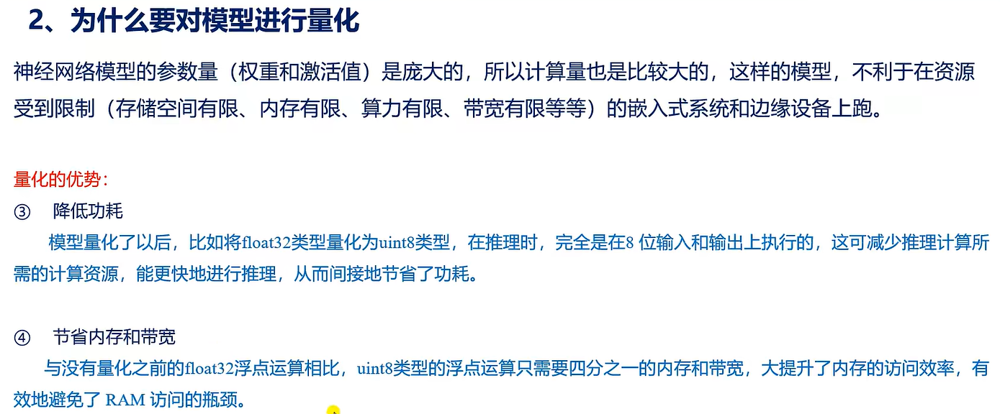 2、为什么要对模型进行量化
神经网络模型的参数量（权重和激活值）是庞大的，所以计算量也是比较大的，这样的模型，不利于在资源
受到限制（存储空间有限、内存有限、算力有限、带宽有限等等）的嵌入式系统和边缘设备上跑。
量化的优势：
③ 降低功耗
模型量化了以后，比如将float32类型量化为uint8类型，在推理时，完全是在8 位输入和输出上执行的，这可减少推理计算所
需的计算资源，能更快地进行推理，从而间接地节省了功耗。
④ 节省内存和带宽
与没有量化之前的float32浮点运算相比，uint8类型的浮点运算只需要四分之一的内存和带宽，大提升了内存的访问效率，有
效地避免了 RAM 访问的瓶颈。